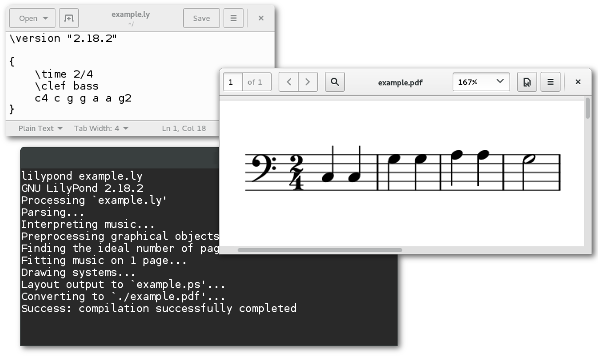 Open
example.ly
~/
Save
\version "2.18.2"
{
\time 2/4
\clef bass
c4 c g g a a g2
}
Plain Text
Tab Width: 4
Ln 1, Col 18
1
of 1
example.pdf
167%
2
4
lilypond example.ly
GNU LilyPond 2.18.2
Processing `example.ly'
Parsing...
Interpreting music...
Preprocessing graphical objects
Finding the ideal number of pag
Fitting music on 1 page...
Drawing systems...
Layout output to `example.ps'...
Converting to `./example.pdf'...
Success: compilation successfully completed